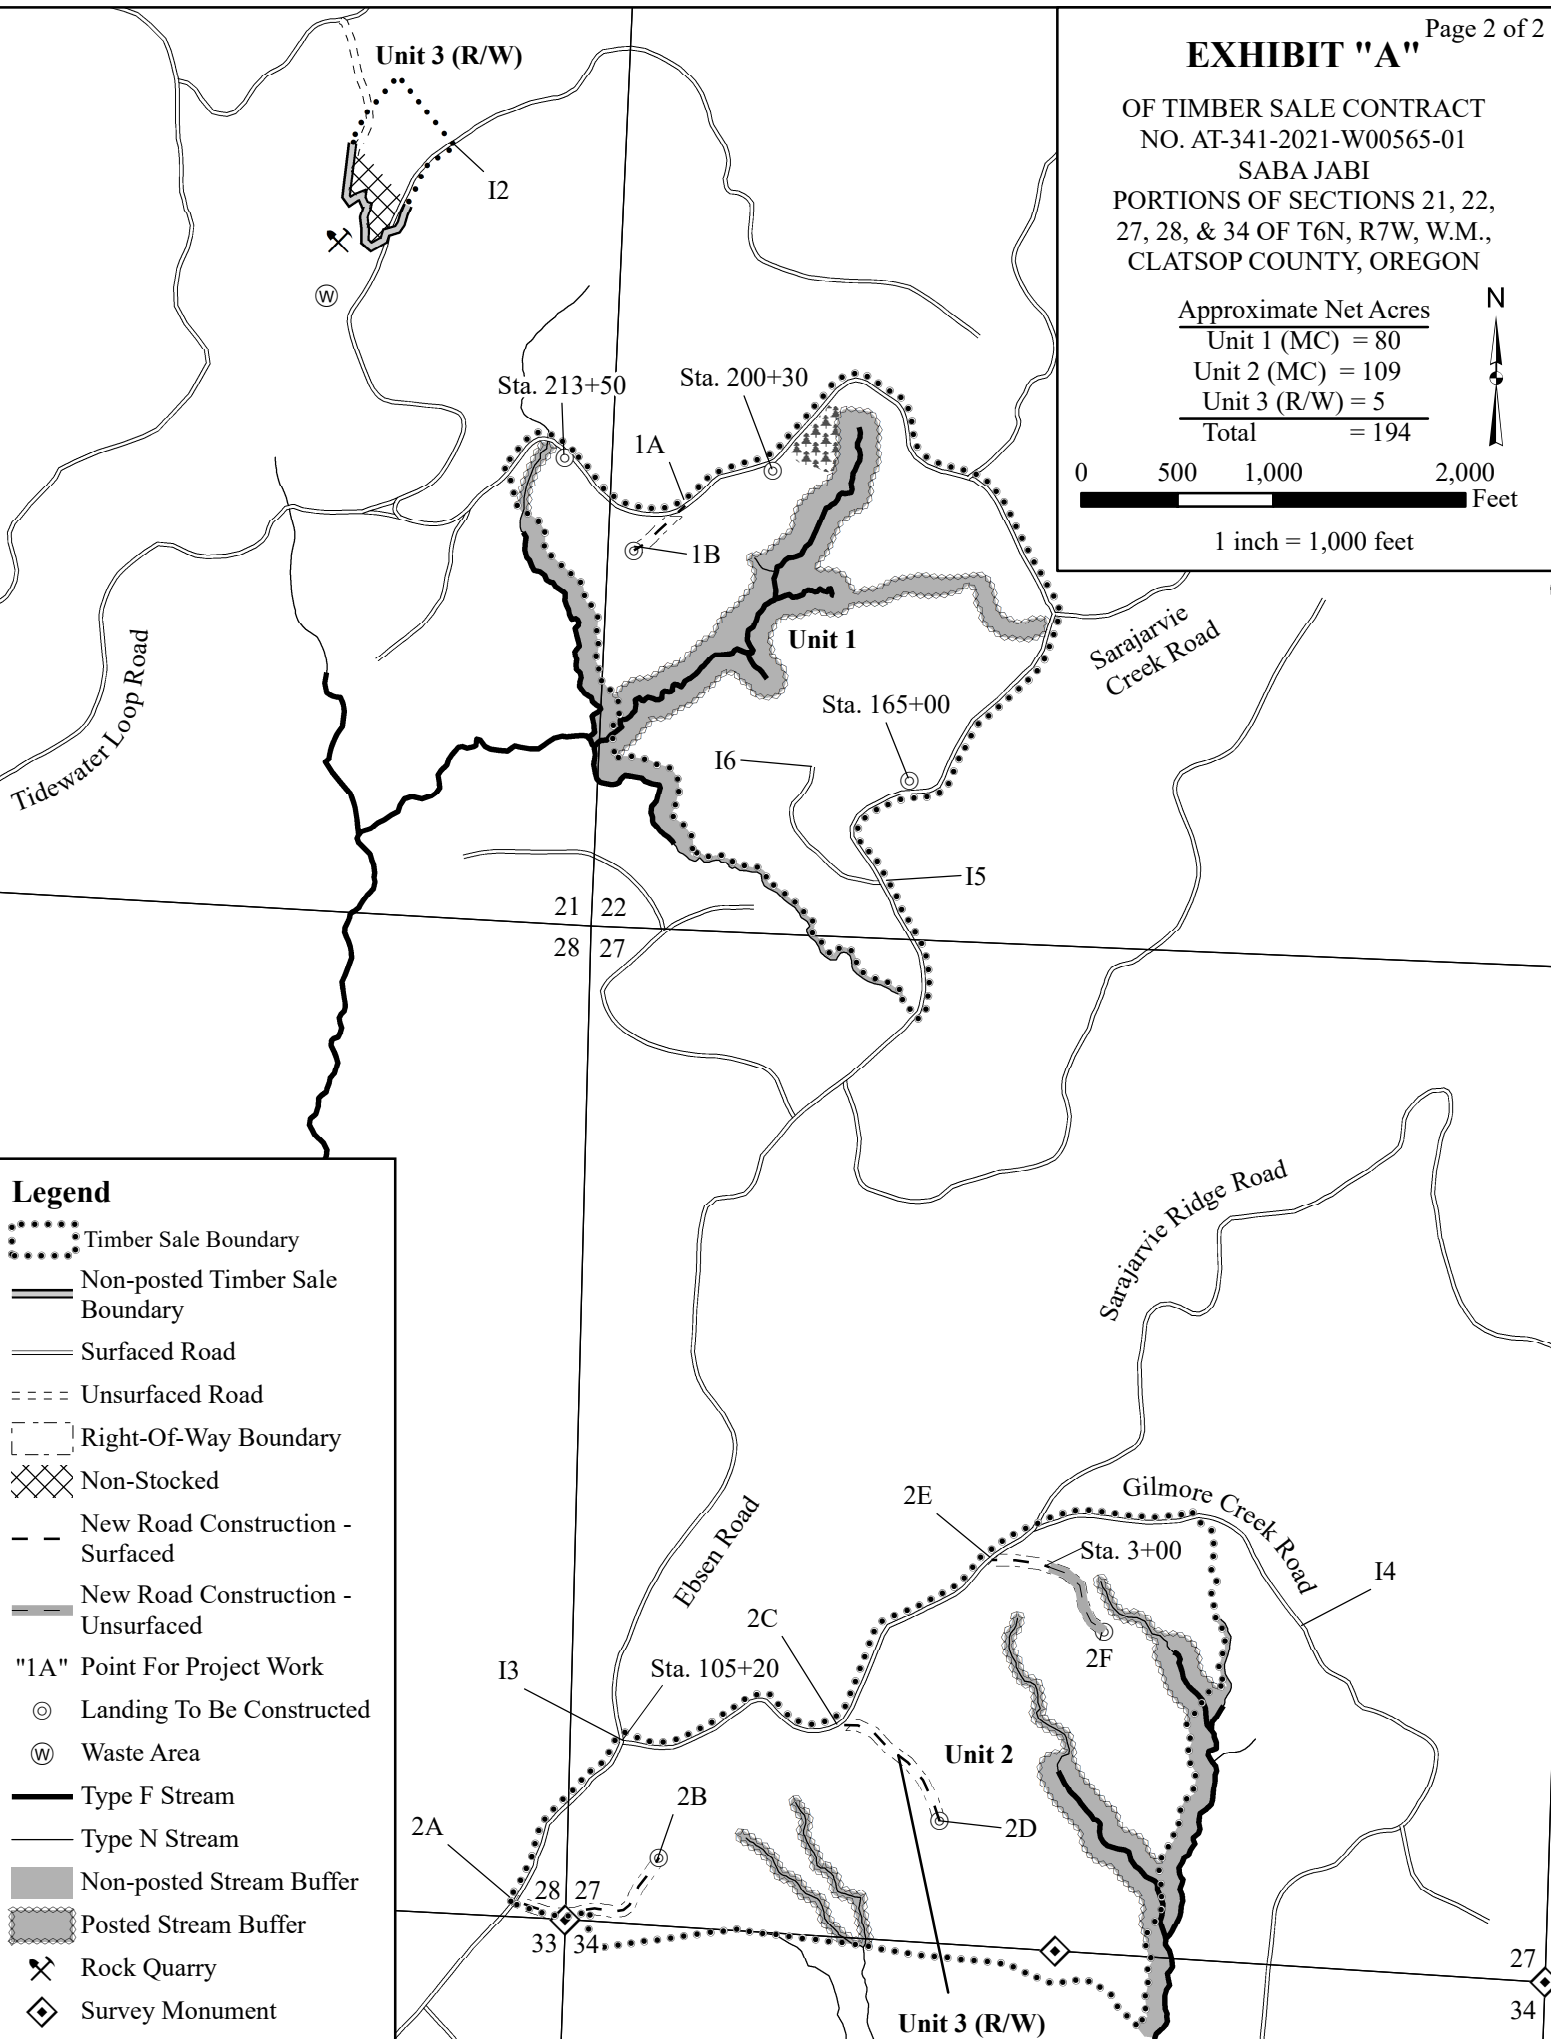 Page 2 of 2
EXHIBIT "A"
OF TIMBER SALE CONTRACT
NO. AT-341-2021-W00565-01
SABA JABI
PORTIONS OF SECTIONS 21, 22,
27, 28, & 34 OF T6N, R7W, W.M.,
CLATSOP COUNTY, OREGON
Approximate Net Acres
Unit 1 (MC) = 80
Unit 2 (MC) = 109
Unit 3 (R/W) = 5
Total = 194
N
0 500 1,000 2,000
Feet
1 inch = 1,000 feet
Unit 3 (R/W)
I2
W
Sta. 213+50
Sta. 200+30
1A
1B
Unit 1
Sarajarvie
Creek Road
Tidewater Loop Road
Sta. 165+00
I6
I5
21 22
28 27
Sarajarvie Ridge Road
Gilmore Creek Road
2E
Sta. 3+00
I4
Ebsen Road
2C
2F
I3
Sta. 105+20
Unit 2
2B
2A
2D
28 27
33 34
27
34
Unit 3 (R/W)
Legend
Timber Sale Boundary
Non-posted Timber Sale
Boundary
Surfaced Road
Unsurfaced Road
Right-Of-Way Boundary
Non-Stocked
New Road Construction -
Surfaced
New Road Construction -
Unsurfaced
"1A" Point For Project Work
Landing To Be Constructed
W Waste Area
Type F Stream
Type N Stream
Non-posted Stream Buffer
Posted Stream Buffer
Rock Quarry
Survey Monument